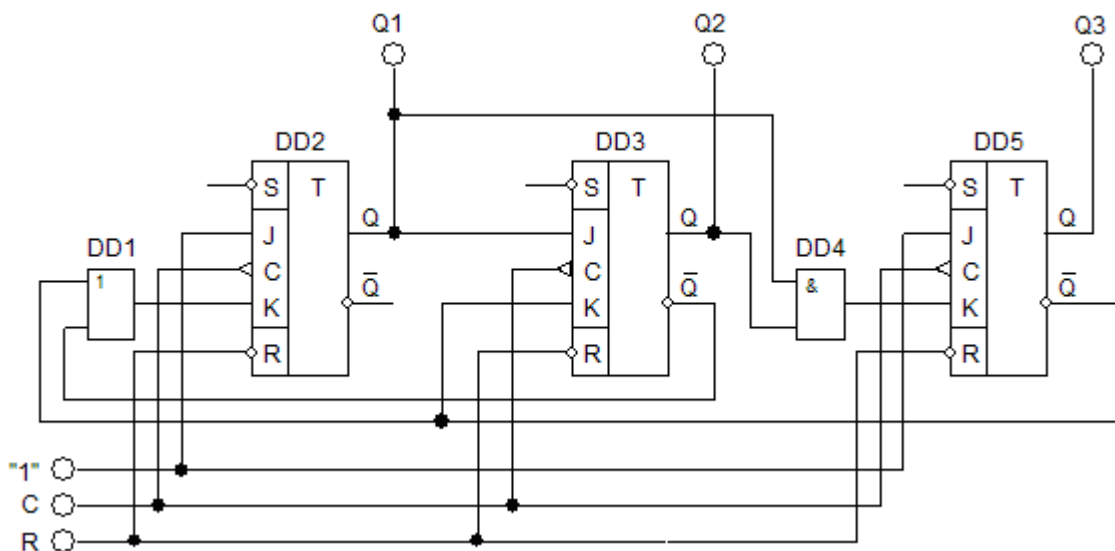 Q1 Q2 Q3
DD2 DD3 DD5
S T S T S T
Q Q Q
J J J
DD1 DD4
C C C
1 Q̅ Q̅ & Q̅
K K K
R R R
"1"
C
R